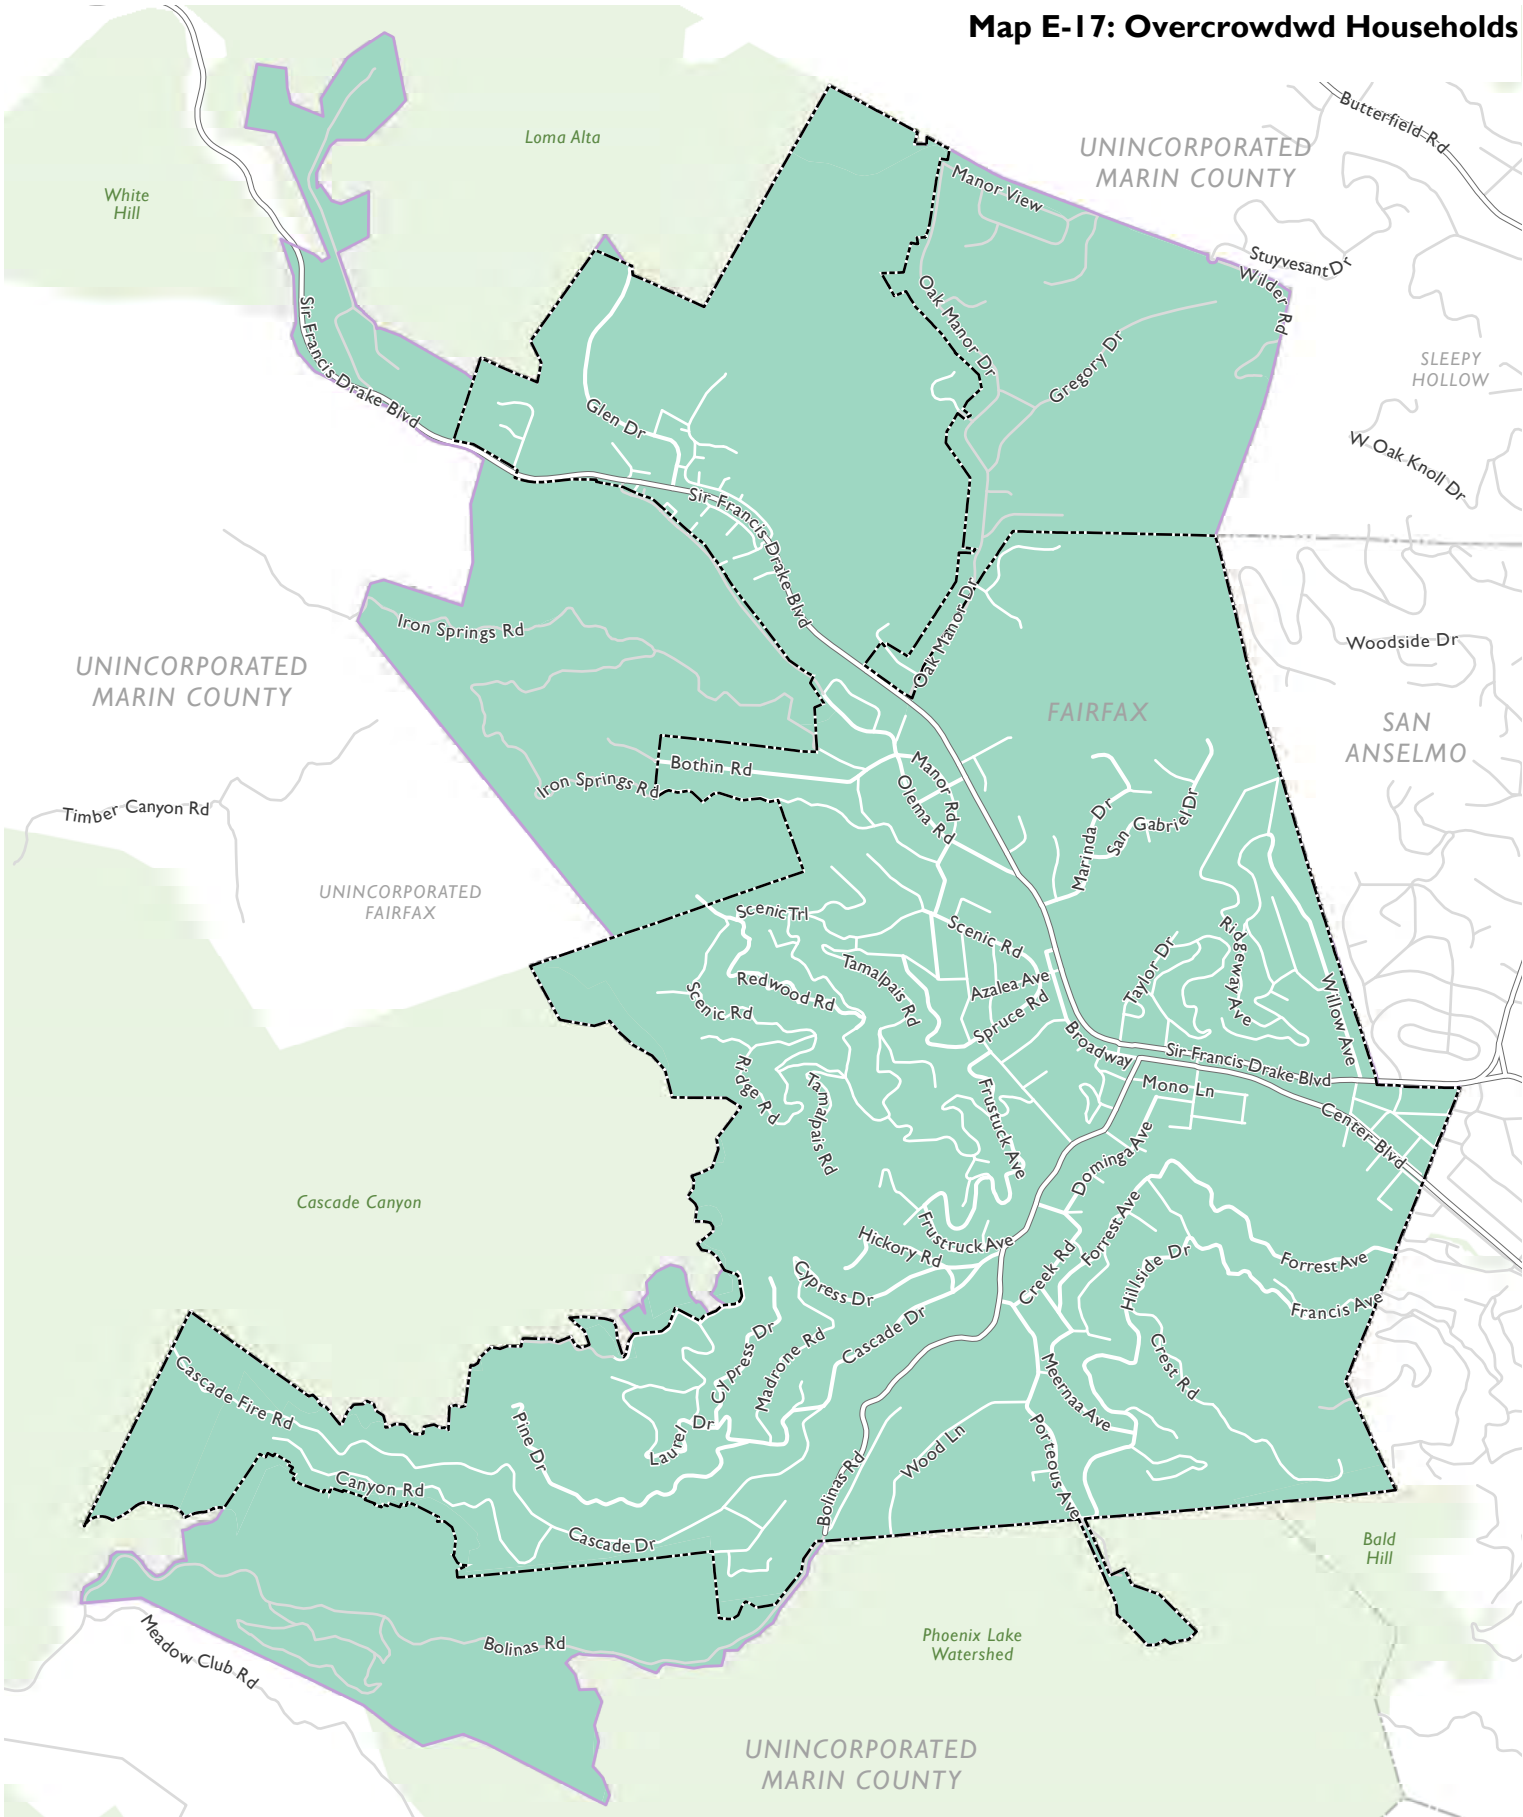 Map E-17: Overcrowdwd Households
Butterfield Rd
Loma Alta
UNINCORPORATED
MARIN COUNTY
White
Hill
Manor View
Stuyvesant Dr
Wilder Rd
Sir Francis Drake Blvd
Oak Manor Dr
Gregory Dr
SLEEPY
HOLLOW
Glen Dr
W Oak Knoll Dr
Sir Francis Drake Blvd
Iron Springs Rd
Oak Manor Dr
Woodside Dr
UNINCORPORATED
MARIN COUNTY
FAIRFAX
SAN
ANSELMO
Bothin Rd
Iron Springs Rd
Manor Rd
Olema Rd
Timber Canyon Rd
Marinda Dr
San Gabriel Dr
UNINCORPORATED
FAIRFAX
Scenic Trl
Scenic Rd
Ridgeway Ave
Taylor Dr
Tamalpais Rd
Redwood Rd
Azalea Ave
Scenic Rd
Spruce Rd
Willow Ave
Broadway
Sir Francis Drake Blvd
Ridge Rd
Tamalpais Rd
Frustuck Ave
Mono Ln
Center Blvd
Dominga Ave
Cascade Canyon
Frustruck Ave
Hickory Rd
Forrest Ave
Creek Rd
Hillside Dr
Forrest Ave
Cypress Dr
Francis Ave
Cascade Dr
Cypress Dr
Madrone Rd
Crest Rd
Meernaa Ave
Cascade Fire Rd
Pine Dr
Laurel Dr
Wood Ln
Porteous Ave
Canyon Rd
Bolinas Rd
Cascade Dr
Bald
Hill
Meadow Club Rd
Bolinas Rd
Phoenix Lake
Watershed
UNINCORPORATED
MARIN COUNTY